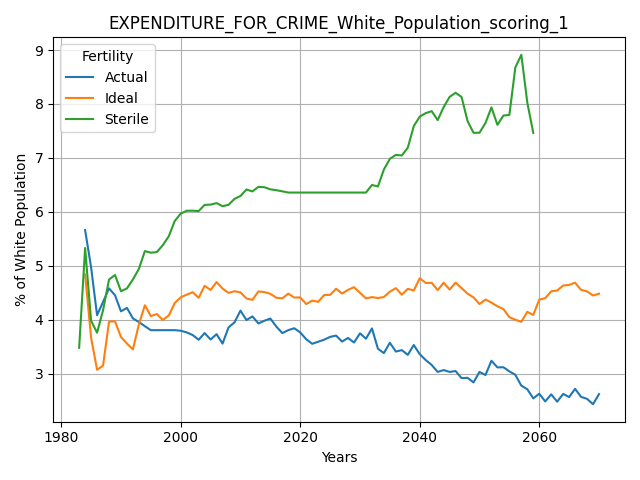 EXPENDITURE_FOR_CRIME_White_Population_scoring_1
Fertility
Actual
Ideal
Sterile
% of White Population
9
8
7
6
5
4
3
1980
2000
2020
2040
2060
Years